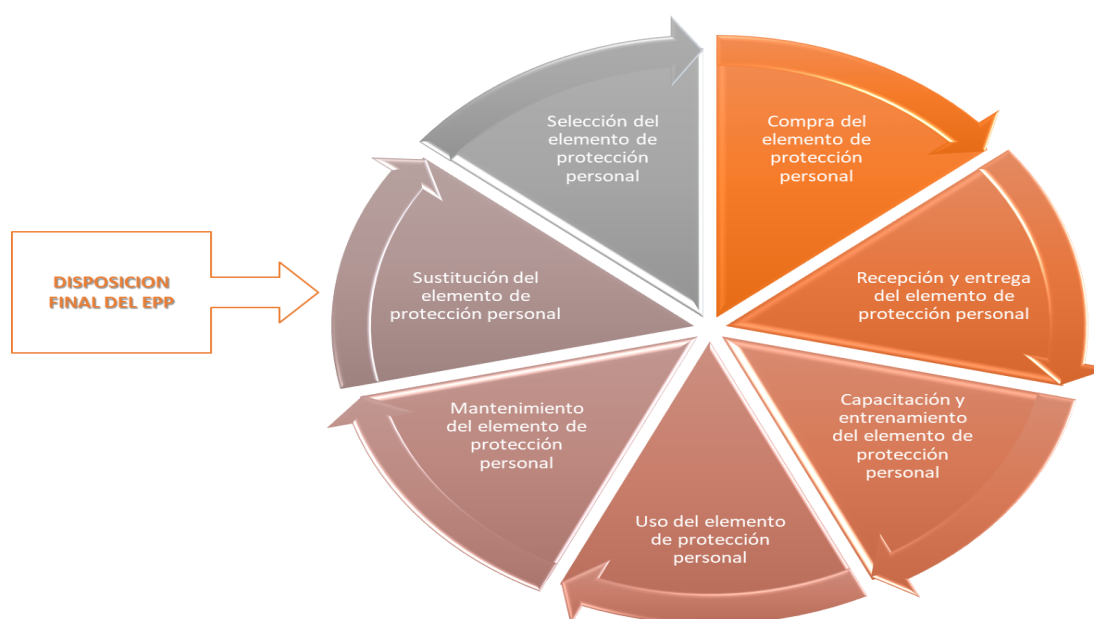 Selección del
elemento de
protección
personal
Compra del
elemento de
protección
personal
Recepción y entrega
del elemento de
protección personal
Capacitación y
entrenamiento
del elemento de
protección
personal
Uso del elemento
de protección
personal
Mantenimiento
del elemento de
protección
personal
Sustitución del
elemento de
protección personal
DISPOSICION
FINAL DEL EPP